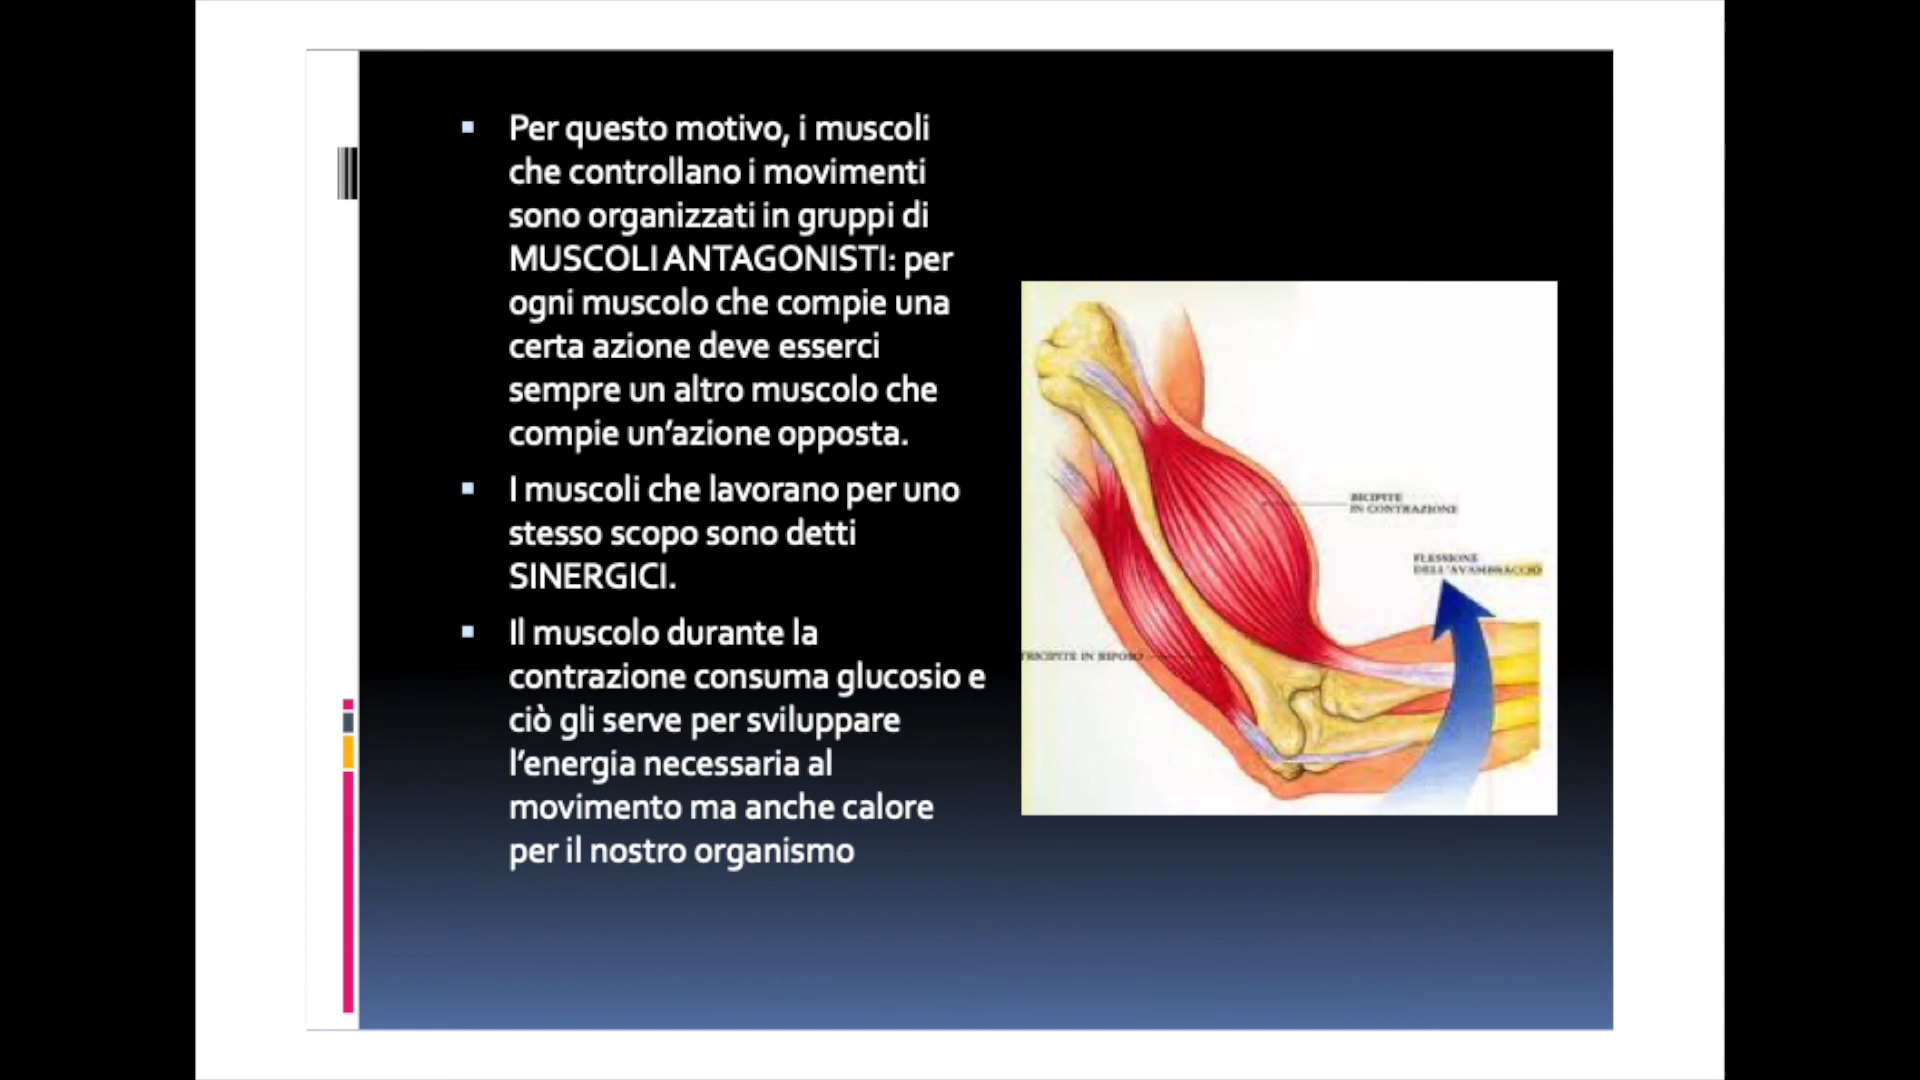 Per questo motivo, i muscoli
che controllano i movimenti
sono organizzati in gruppi di
MUSCOLI ANTAGONISTI: per
ogni muscolo che compie una
certa azione deve esserci
sempre un altro muscolo che
compie un'azione opposta.
I muscoli che lavorano per uno
stesso scopo sono detti
SINERGICI.
Il muscolo durante la
contrazione consuma glucosio e
ciò gli serve per sviluppare
l'energia necessaria al
movimento ma anche calore
per il nostro organismo
BICIPITE
IN CONTRAZIONE
FLESSIONE
DELL'AVAMBRACCIO
TRICIPITE IN RIPOSO